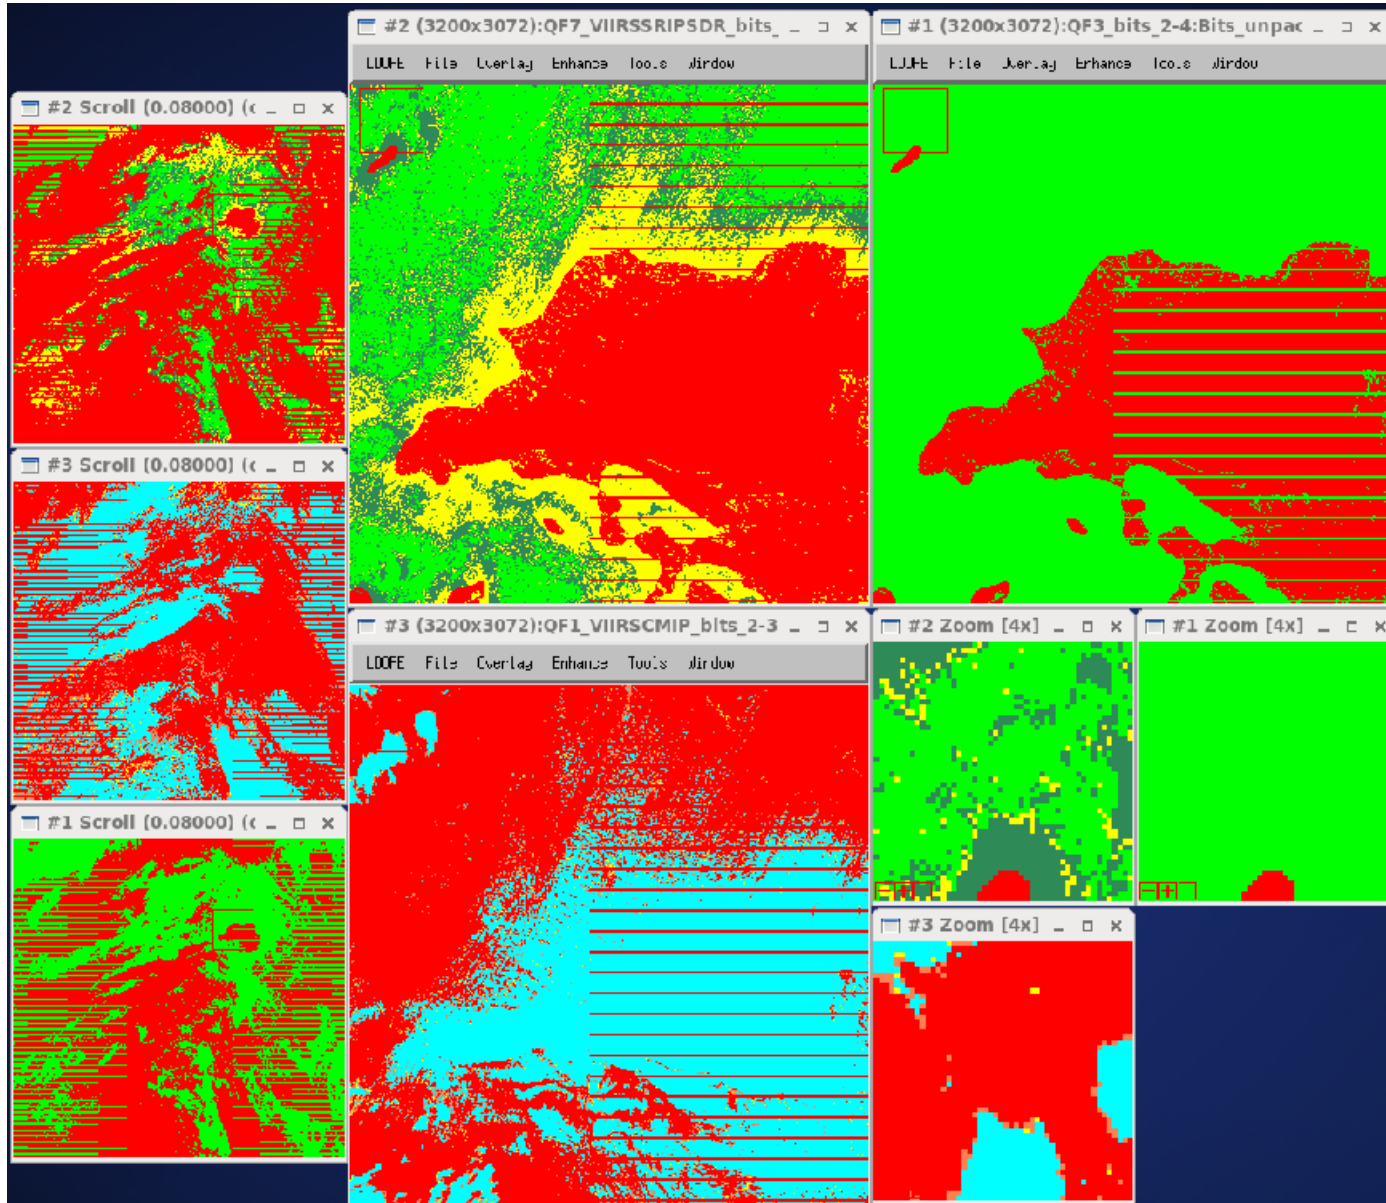 #2 (3200x3072):QF7_VIIRSSRIPSDR_bits_
File Overlay Enhance Tools Window
#1 (3200x3072):QF3_bits_2-4:Bits_unpac
File Overlay Enhance Tools Window
#2 Scroll (0.08000) (c
#3 Scroll (0.08000) (c
#1 Scroll (0.08000) (c
#3 (3200x3072):QF1_VIIRSCMIP_bits_2-3
File Overlay Enhance Tools Window
#2 Zoom [4x]
#1 Zoom [4x]
#3 Zoom [4x]